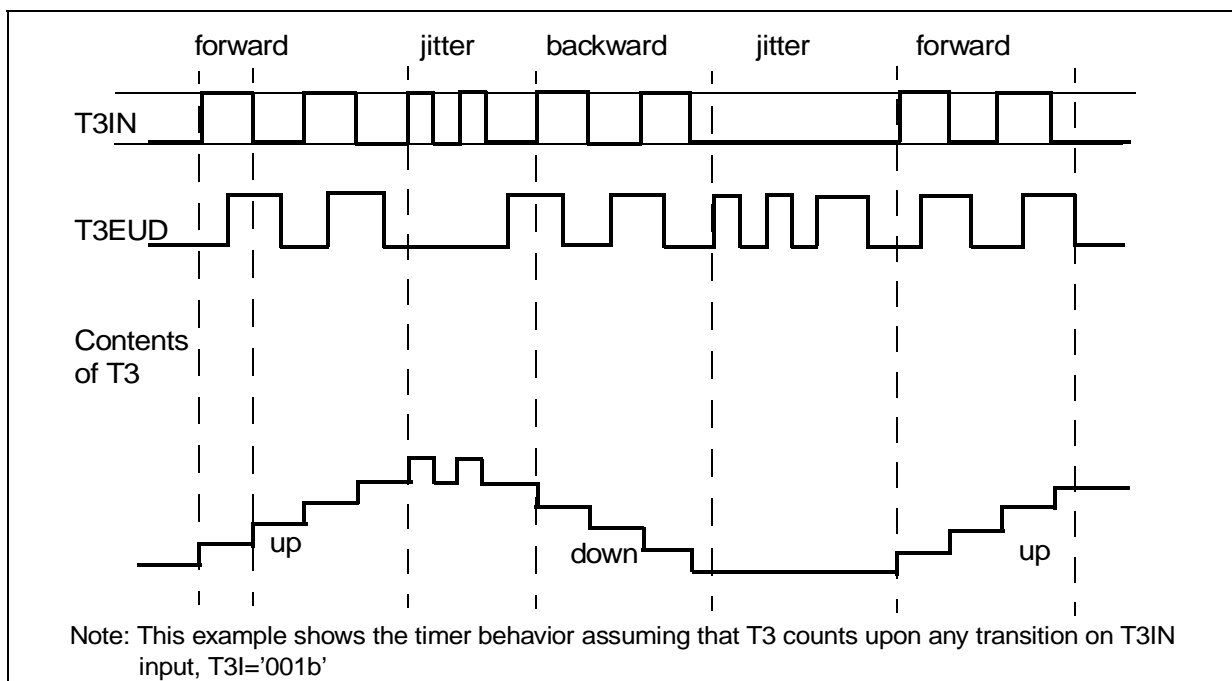 forward jitter backward jitter forward
T3IN
T3EUD
Contents
of T3
up down up
Note: This example shows the timer behavior assuming that T3 counts upon any transition on T3IN
input, T3I='001b'